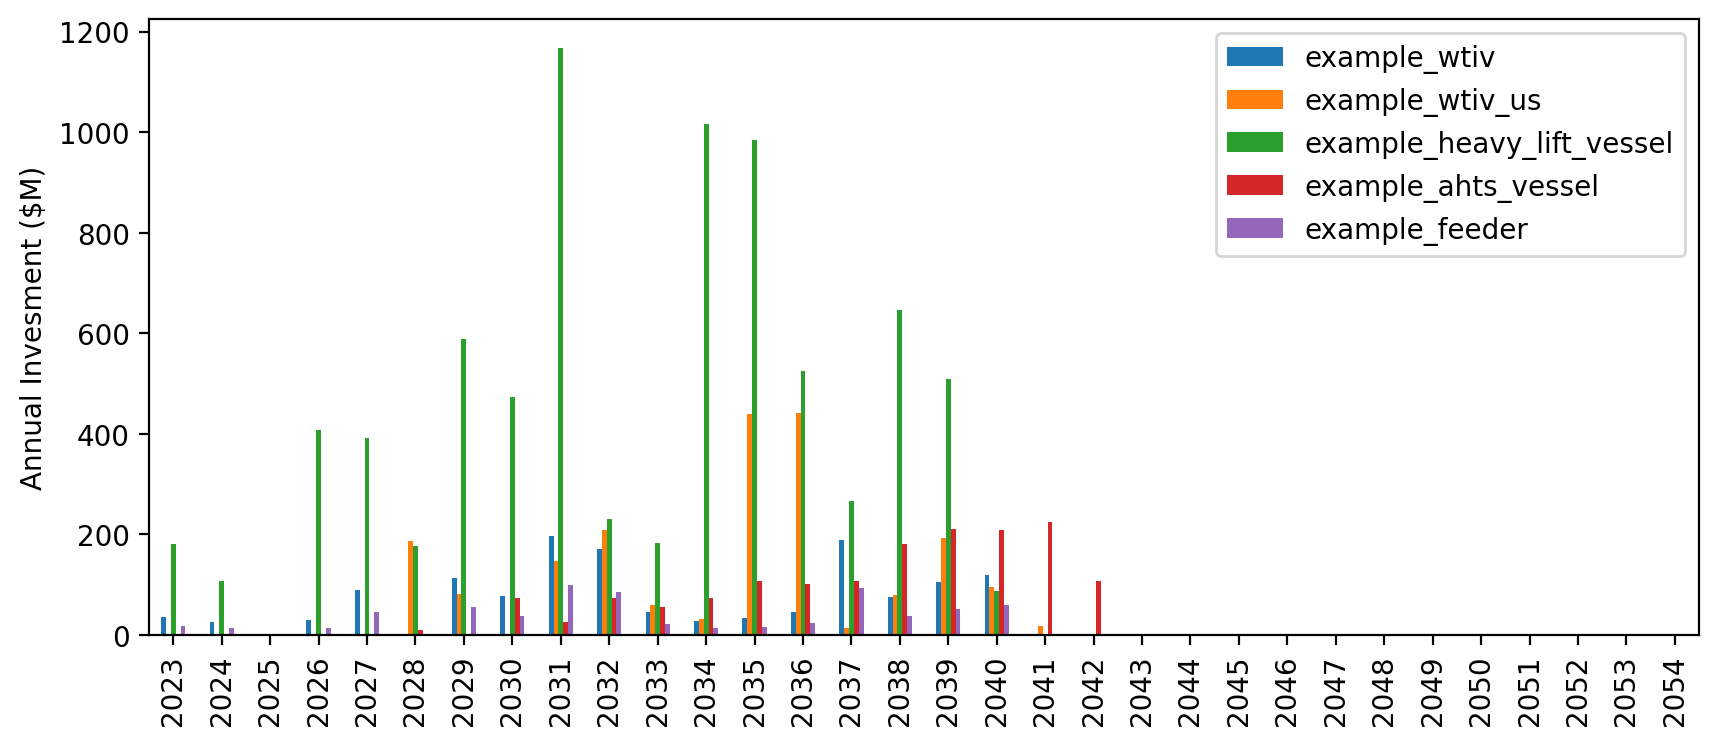 Annual Invesment ($M)
1200
1000
800
600
400
200
0
example_wtiv
example_wtiv_us
example_heavy_lift_vessel
example_ahts_vessel
example_feeder
2023 2024 2025 2026 2027 2028 2029 2030 2031 2032 2033 2034 2035 2036 2037 2038 2039 2040 2041 2042 2043 2044 2045 2046 2047 2048 2049 2050 2051 2052 2053 2054